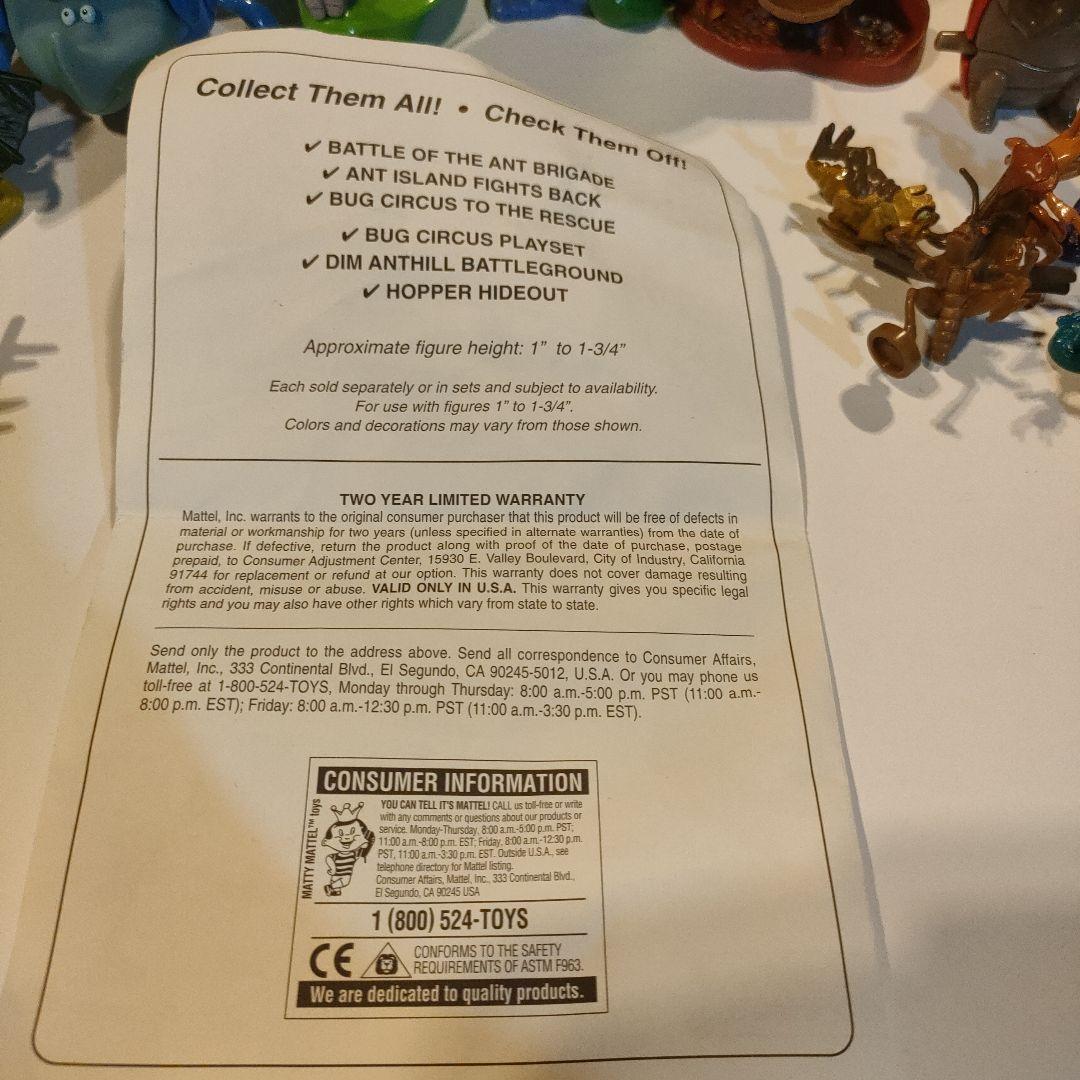 Collect Them All! • Check Them Off!
✔ BATTLE OF THE ANT BRIGADE
✔ ANT ISLAND FIGHTS BACK
✔ BUG CIRCUS TO THE RESCUE
✔ BUG CIRCUS PLAYSET
✔ DIM ANTHILL BATTLEGROUND
✔ HOPPER HIDEOUT
Approximate figure height: 1” to 1-3/4”
Each sold separately or in sets and subject to availability.
For use with figures 1” to 1-3/4”.
Colors and decorations may vary from those shown.
TWO YEAR LIMITED WARRANTY
Mattel, Inc. warrants to the original consumer purchaser that this product will be free of defects in
material or workmanship for two years (unless specified in alternate warranties) from the date of
purchase. If defective, return the product along with proof of the date of purchase, postage
prepaid, to Consumer Adjustment Center, 15930 E. Valley Boulevard, City of Industry, California
91744 for replacement or refund at our option. This warranty does not cover damage resulting
from accident, misuse or abuse. VALID ONLY IN U.S.A. This warranty gives you specific legal
rights and you may also have other rights which vary from state to state.
Send only the product to the address above. Send all correspondence to Consumer Affairs,
Mattel, Inc., 333 Continental Blvd., El Segundo, CA 90245-5012, U.S.A. Or you may phone us
toll-free at 1-800-524-TOYS, Monday through Thursday: 8:00 a.m.-5:00 p.m. PST (11:00 a.m.-
8:00 p.m. EST); Friday: 8:00 a.m.-12:30 p.m. PST (11:00 a.m.-3:30 p.m. EST).
CONSUMER INFORMATION
MATTY MATTEL™ toys
YOU CAN TELL IT'S MATTEL! CALL us toll-free or write
with any comments or questions about our products or
service. Monday-Thursday, 8:00 a.m.-5:00 p.m. PST;
11:00 a.m.-8:00 p.m. EST; Friday, 8:00 a.m.-12:30 p.m.
PST, 11:00 a.m.-3:30 p.m. EST. Outside U.S.A., see
telephone directory for Mattel listing.
Consumer Affairs, Mattel, Inc., 333 Continental Blvd.,
El Segundo, CA 90245 USA
1 (800) 524-TOYS
CE
CONFORMS TO THE SAFETY
REQUIREMENTS OF ASTM F963.
We are dedicated to quality products.